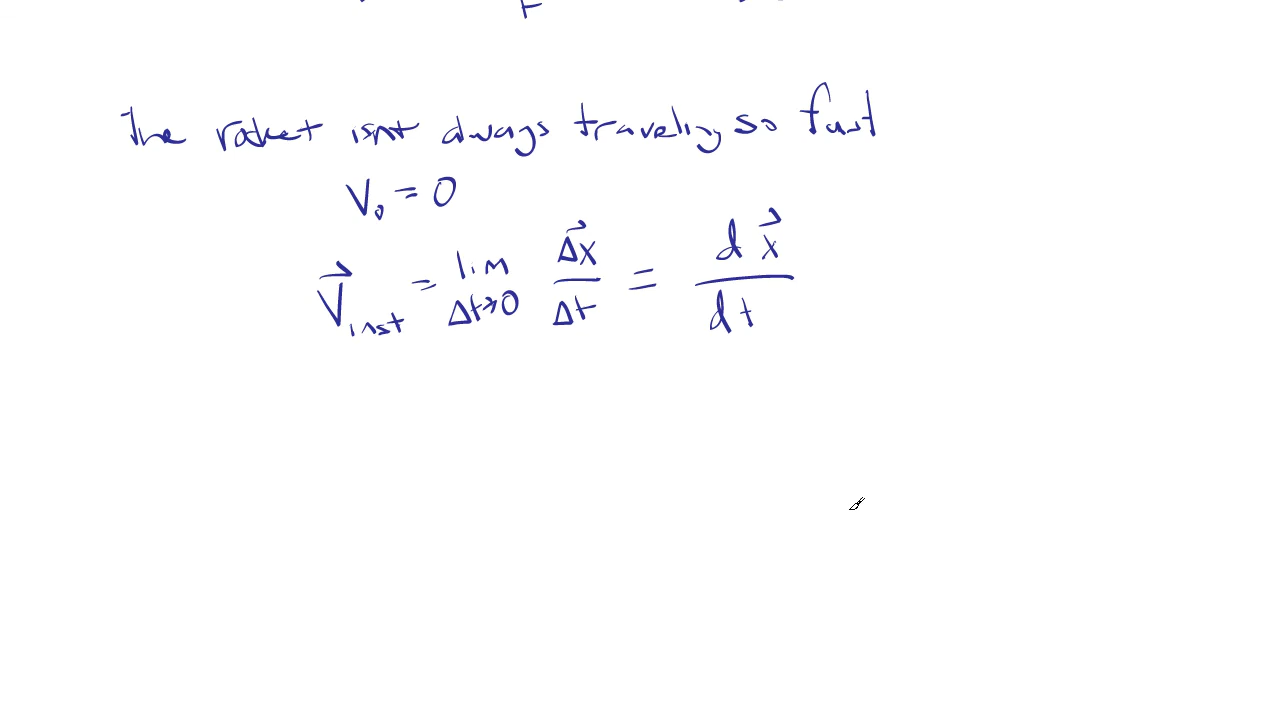 The rocket isnt always traveling so fast
V₀ = 0
V⃗inst = lim Δt→0 Δx⃗/Δt = dx⃗/dt